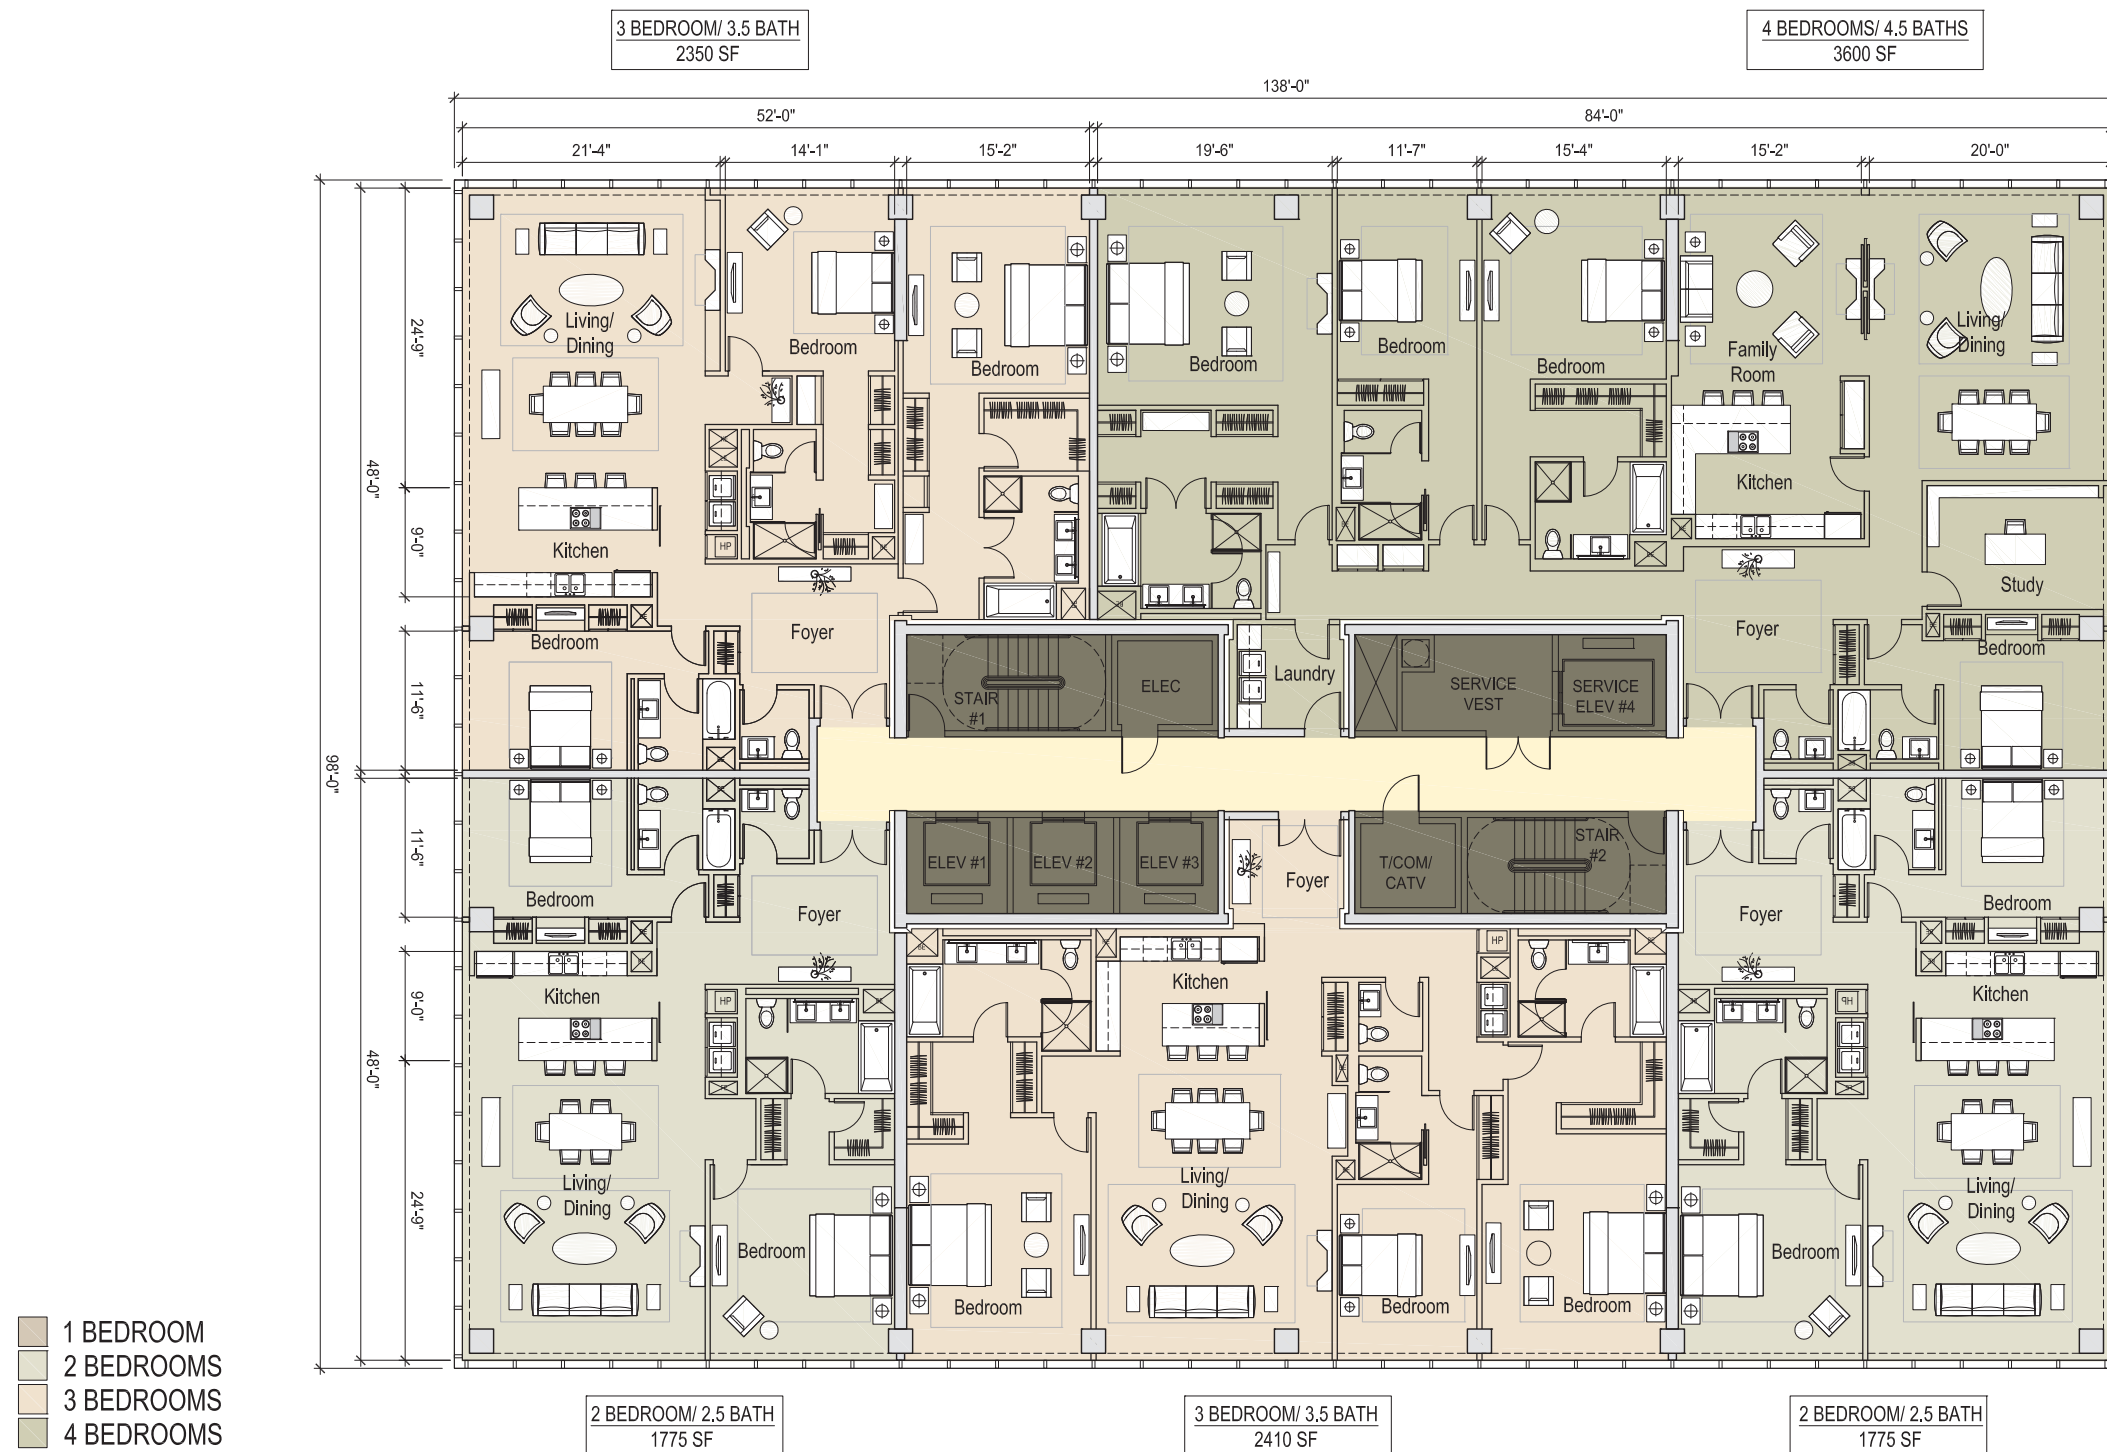 3 BEDROOM/ 3.5 BATH
2350 SF
4 BEDROOMS/ 4.5 BATHS
3600 SF
138'-0"
52'-0"
84'-0"
21'-4"
14'-1"
15'-2"
19'-6"
11'-7"
15'-4"
15'-2"
20'-0"
98'-0"
48'-0"
24'-9"
9'-0"
11'-6"
11'-6"
9'-0"
48'-0"
24'-9"
Living/
Dining
Bedroom
Bedroom
Bedroom
Bedroom
Bedroom
Family
Room
Living/
Dining
Kitchen
HP
Kitchen
Study
Bedroom
Foyer
Foyer
Bedroom
STAIR
#1
ELEC
Laundry
SERVICE
VEST
SERVICE
ELEV #4
ELEV #1
ELEV #2
ELEV #3
Foyer
T/COM/
CATV
STAIR
#2
Bedroom
Foyer
Foyer
Bedroom
Kitchen
HP
Kitchen
HP
HP
Kitchen
Living/
Dining
Bedroom
Bedroom
Living/
Dining
Bedroom
Bedroom
Bedroom
Living/
Dining
1 BEDROOM
2 BEDROOMS
3 BEDROOMS
4 BEDROOMS
2 BEDROOM/ 2.5 BATH
1775 SF
3 BEDROOM/ 3.5 BATH
2410 SF
2 BEDROOM/ 2.5 BATH
1775 SF